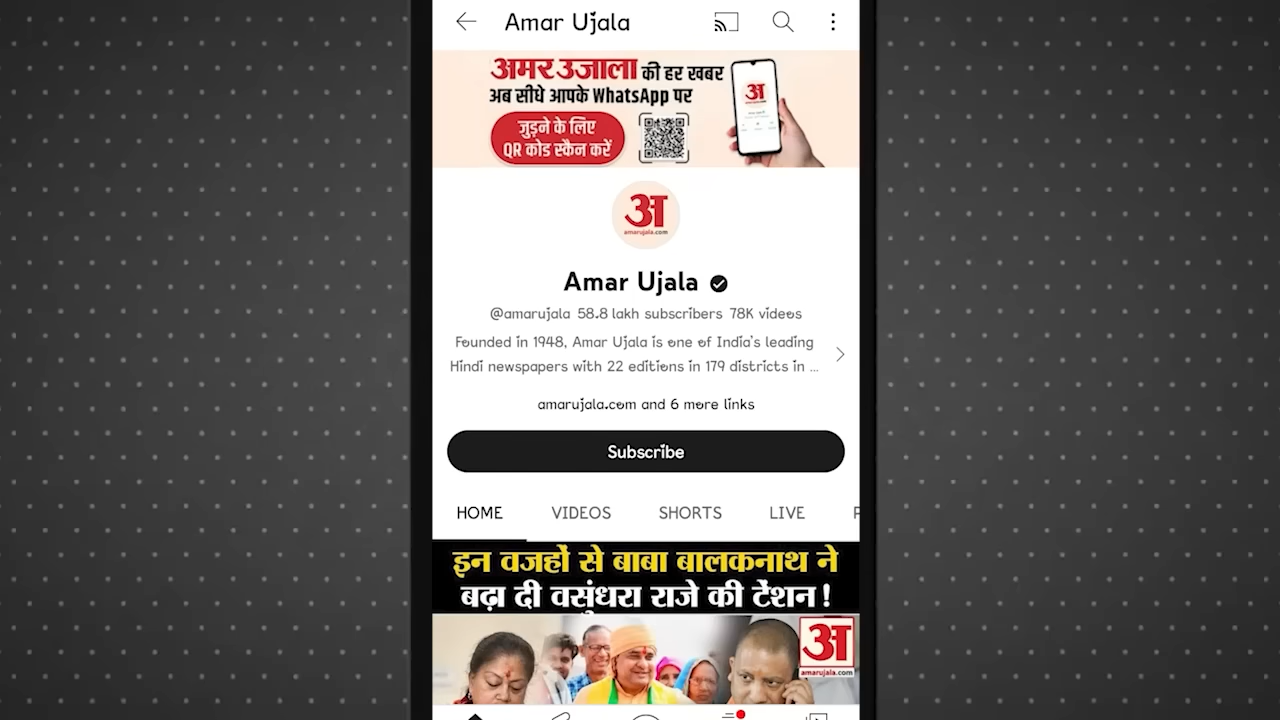 Amar Ujala
अमर उजाला की हर खबर
अब सीधे आपके WhatsApp पर
जुड़ने के लिए
QR कोड स्कैन करें
अ
अ
amarujala.com
Amar Ujala
@amarujala 58.8 lakh subscribers 78K videos
Founded in 1948, Amar Ujala is one of India's leading
Hindi newspapers with 22 editions in 179 districts in ...
amarujala.com and 6 more links
Subscribe
HOME VIDEOS SHORTS LIVE
इन वजहों से बाबा बालकनाथ ने
बढ़ा दी वसुंधरा राजे की टेंशन!
अ
amarujala.com